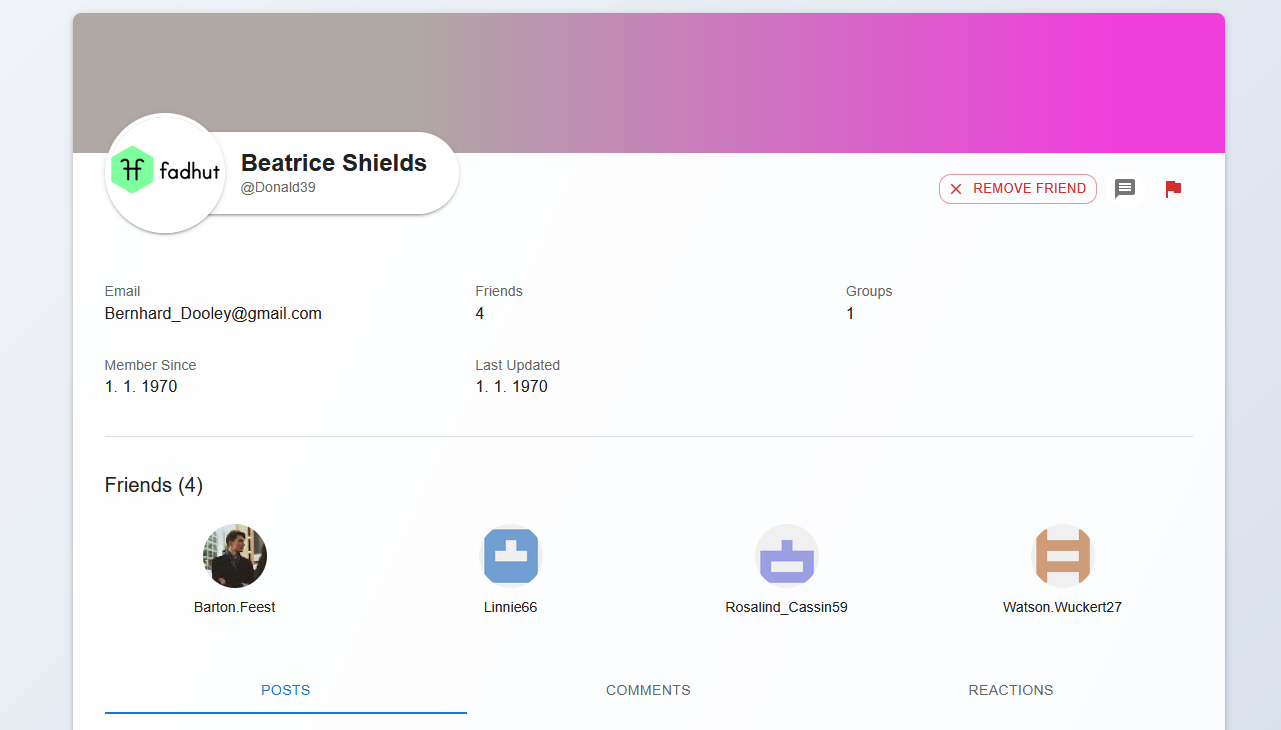 fadhut
Beatrice Shields
@Donald39
REMOVE FRIEND
Email
Friends
Groups
Bernhard_Dooley@gmail.com
4
1
Member Since
Last Updated
1. 1. 1970
1. 1. 1970
Friends (4)
Barton.Feest
Linnie66
Rosalind_Cassin59
Watson.Wuckert27
POSTS
COMMENTS
REACTIONS